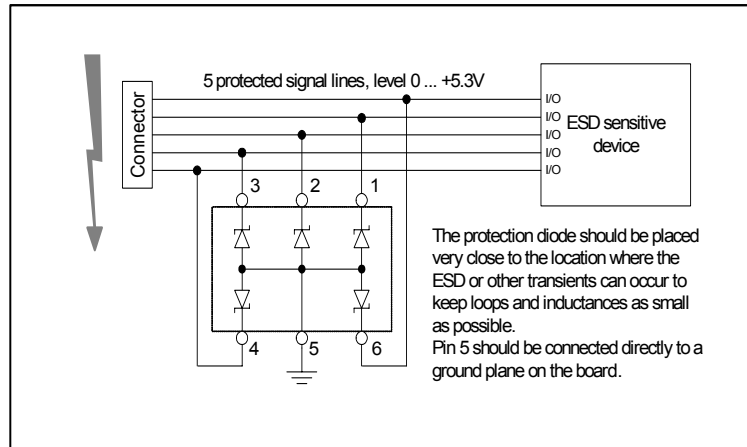 5 protected signal lines, level 0 ... +5.3V
Connector
I/O
I/O
I/O
I/O
I/O
ESD sensitive
device
3
2
1
The protection diode should be placed
very close to the location where the
ESD or other transients can occur to
keep loops and inductances as small
as possible.
Pin 5 should be connected directly to a
ground plane on the board.
4
5
6